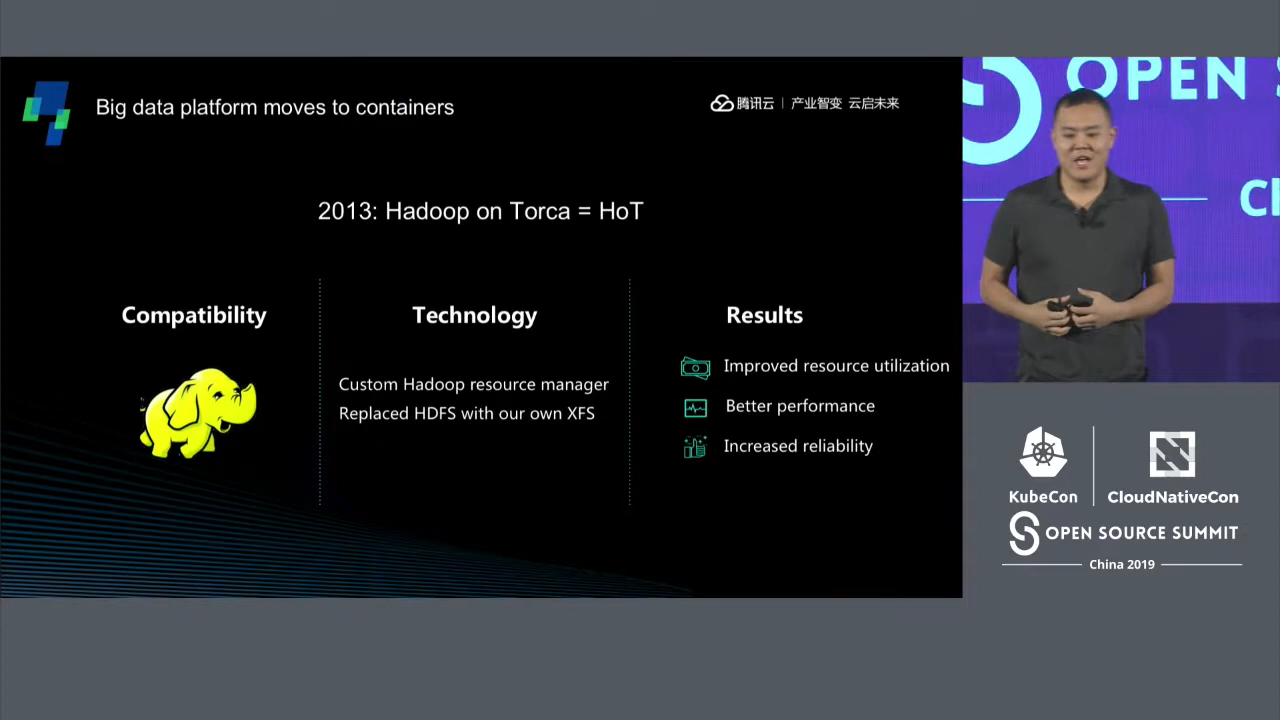 Big data platform moves to containers
腾讯云 | 产业智变 云启未来
2013: Hadoop on Torca = HoT
Compatibility
Technology
Custom Hadoop resource manager
Replaced HDFS with our own XFS
Results
Improved resource utilization
Better performance
Increased reliability
OPEN S
Ch
KubeCon
CloudNativeCon
OPEN SOURCE SUMMIT
China 2019